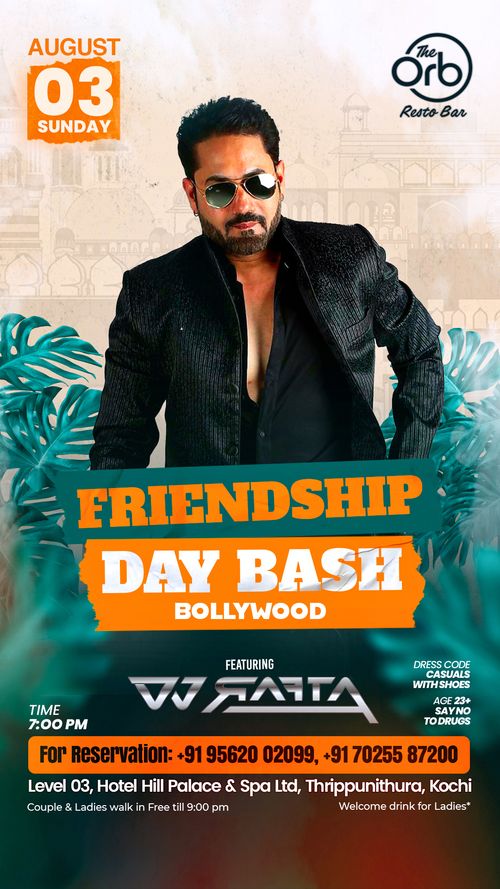 AUGUST
03
SUNDAY
The
Orb
Resto Bar
FRIENDSHIP
DAY BASH
BOLLYWOOD
FEATURING
DJ RAFTA
DRESS CODE
CASUALS
WITH SHOES
AGE 23+
SAY NO
TO DRUGS
TIME
7:00 PM
For Reservation: +91 95620 02099, +91 70255 87200
Level 03, Hotel Hill Palace & Spa Ltd, Thrippunithura, Kochi
Couple & Ladies walk in Free till 9:00 pm
Welcome drink for Ladies*